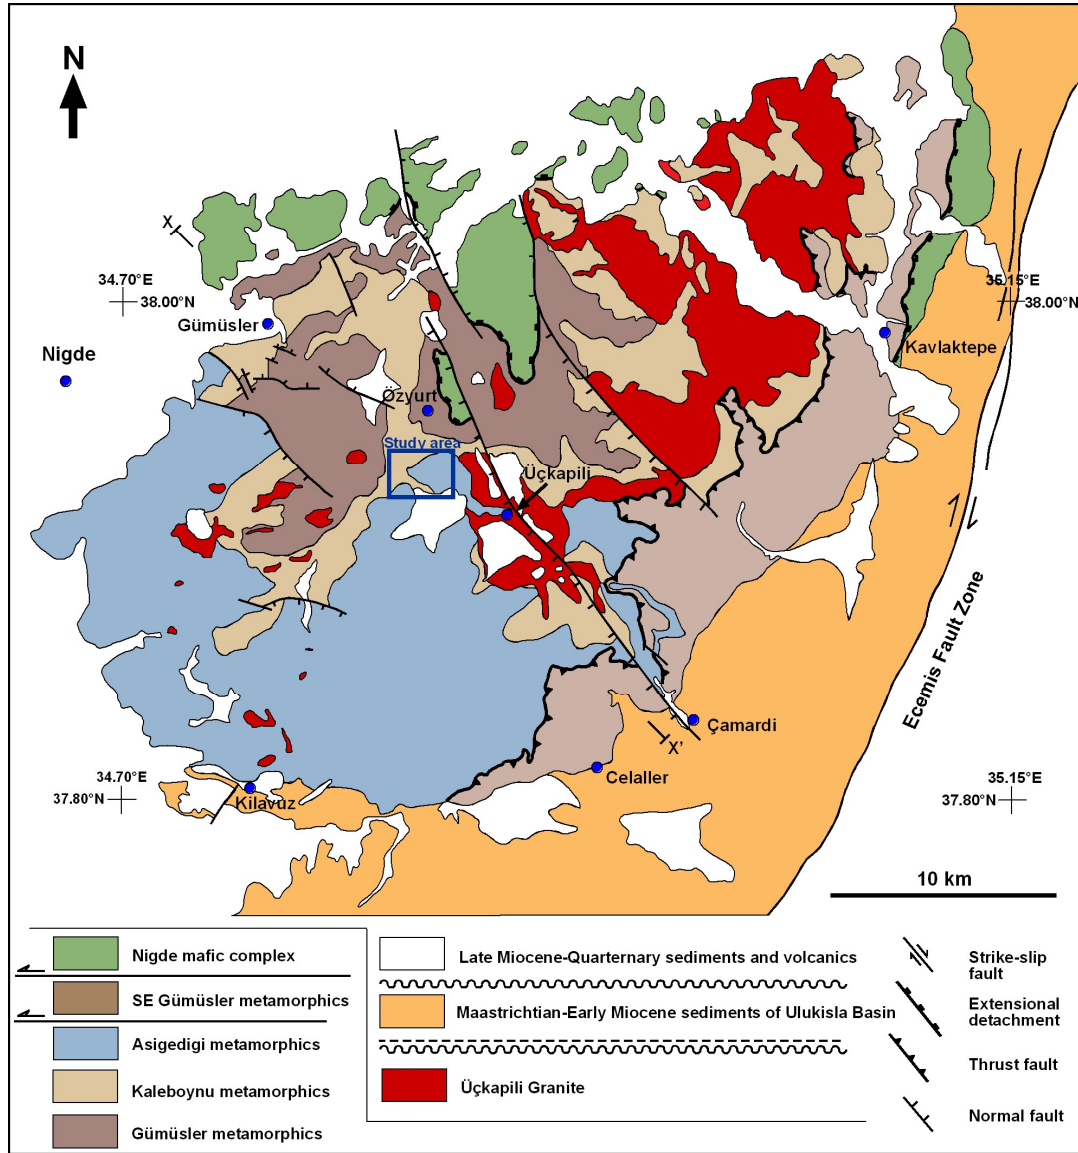 N
X
34.70°E
38.00°N
35.15°E
38.00°N
Gümüsler
Kavlaktepe
Nigde
Özyurt
Study area
Üçkapili
Ecemis Fault Zone
Çamardi
X'
Celaller
34.70°E
37.80°N
35.15°E
37.80°N
Kilavuz
10 km
Nigde mafic complex
SE Gümüsler metamorphics
Asigedigi metamorphics
Kaleboynu metamorphics
Gümüsler metamorphics
Late Miocene-Quarternary sediments and volcanics
Maastrichtian-Early Miocene sediments of Ulukisla Basin
Üçkapili Granite
Strike-slip
fault
Extensional
detachment
Thrust fault
Normal fault